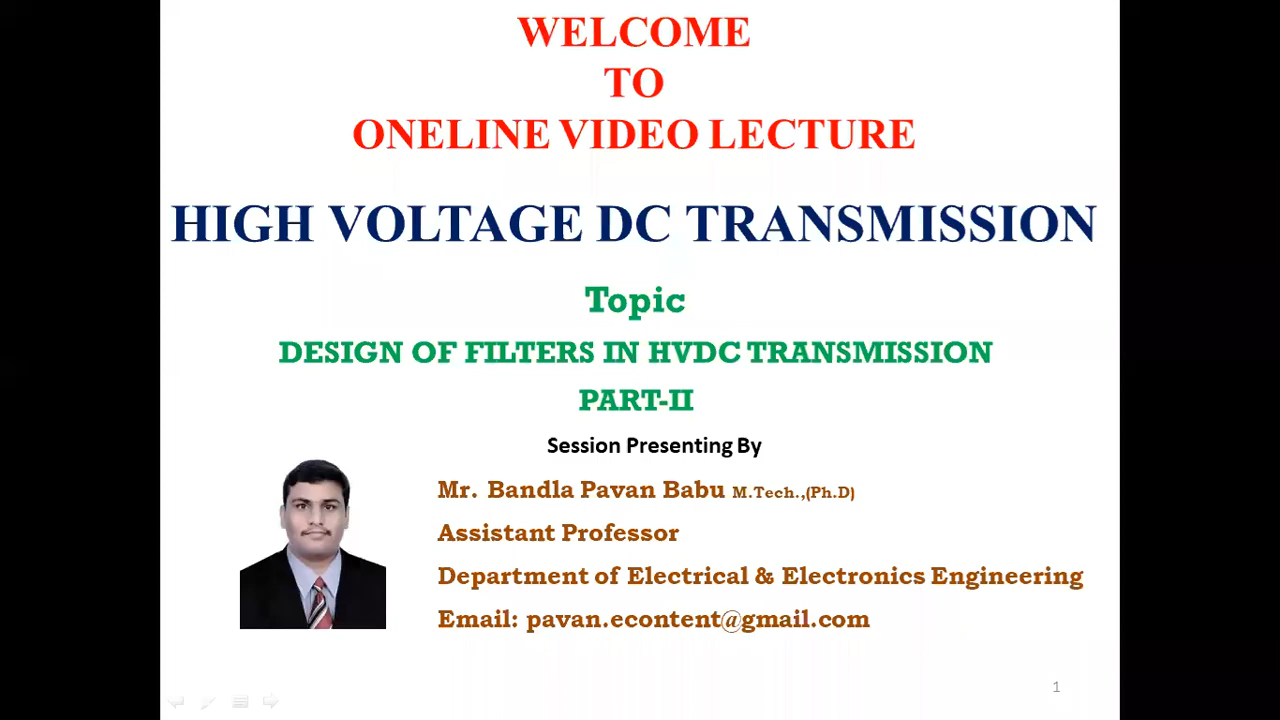 WELCOME
TO
ONELINE VIDEO LECTURE
HIGH VOLTAGE DC TRANSMISSION
Topic
DESIGN OF FILTERS IN HVDC TRANSMISSION
PART-II
Session Presenting By
Mr. Bandla Pavan Babu M.Tech.,(Ph.D)
Assistant Professor
Department of Electrical & Electronics Engineering
Email: pavan.econtent@gmail.com
1